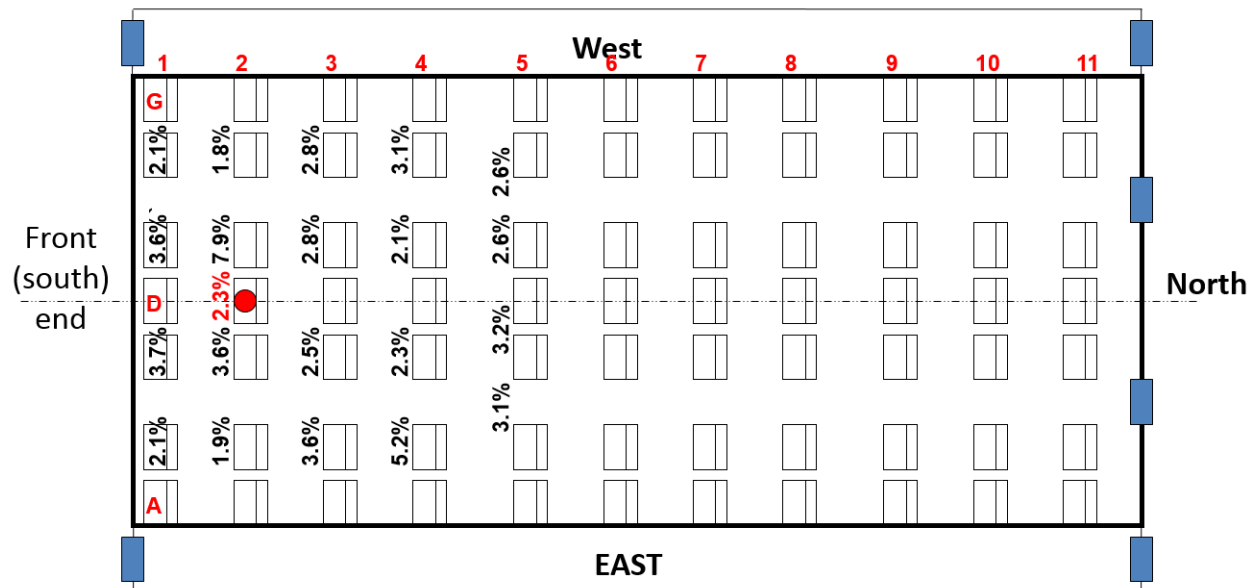 West
1 2 3 4 5 6 7 8 9 10 11
G
2.1% 1.8% 2.8% 3.1% 2.6%
3.6% 7.9% 2.8% 2.1% 2.6%
Front
(south)
end
D 2.3%
North
3.7% 3.6% 2.5% 2.3% 3.2%
2.1% 1.9% 3.6% 5.2% 3.1%
A
EAST